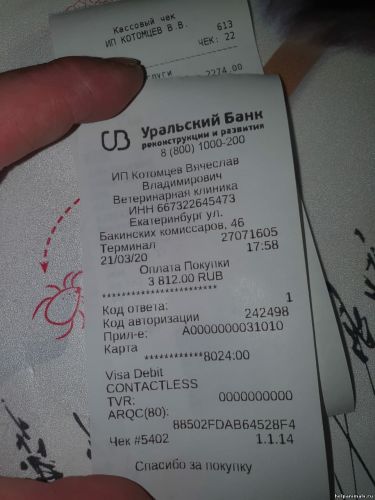 Кассовый чек
ИП КОТОМЦЕВ В.В. 613
ЧЕК: 22
2274.00
Уральский Банк
реконструкции и развития
8 (800) 1000-200
ИП Котомцев Вячеслав
Владимирович
Ветеринарная клиника
ИНН 667322645473
Екатеринбург ул.
Бакинских комиссаров, 46
Терминал 27071605
21/03/20 17:58
Оплата Покупки
3 812.00 RUB
************************
Код ответа: 1
Код авторизации 242498
Прил-е: A0000000031010
Карта
************8024:00
Visa Debit
CONTACTLESS
TVR: 0000000000
ARQC(80):
88502FDAB64528F4
Чек #5402 1.1.14
Спасибо за покупку
helpanimals.ru